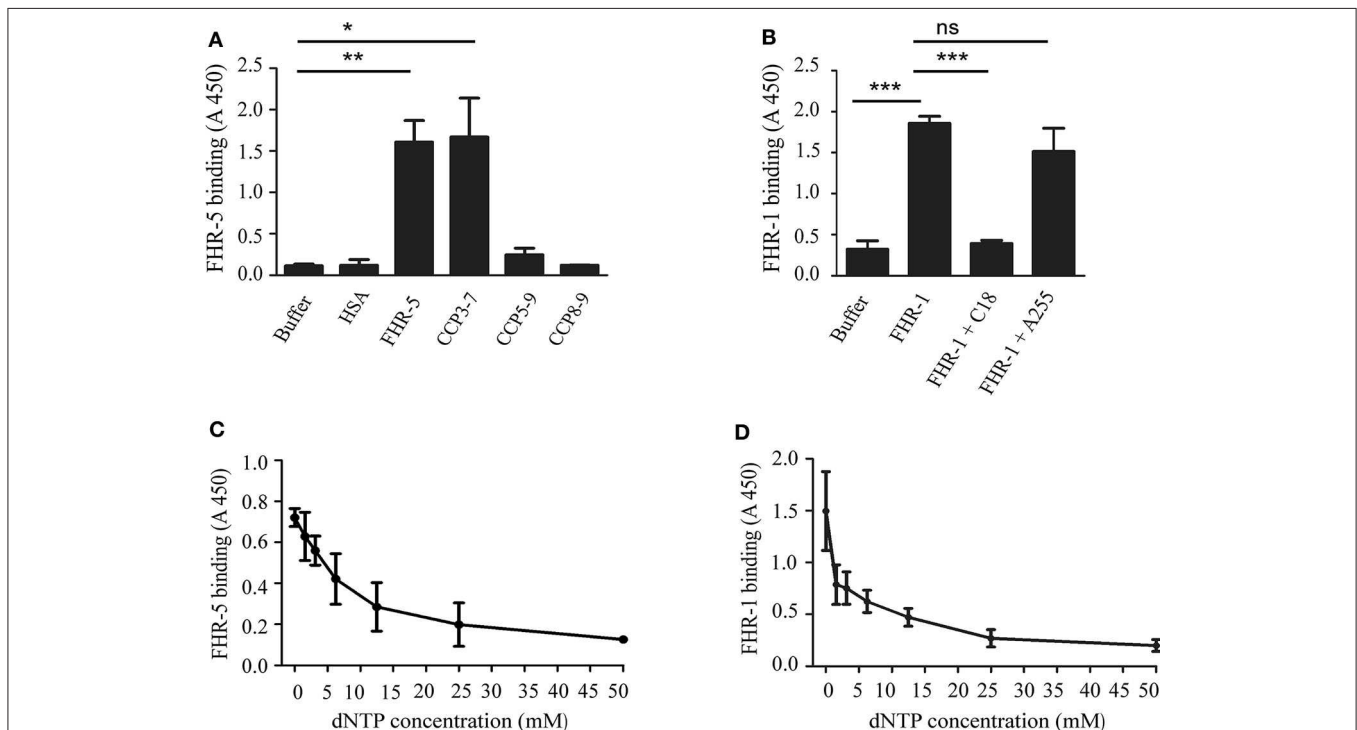 A
*
**
FHR-5 binding (A 450)
2.5
2.0
1.5
1.0
0.5
0.0
Buffer
HSA
FHR-5
CCP3-7
CCP5-9
CCP8-9
B
ns
***
***
FHR-1 binding (A 450)
2.5
2.0
1.5
1.0
0.5
0.0
Buffer
FHR-1
FHR-1 + C18
FHR-1 + A255
C
FHR-5 binding (A 450)
1.0
0.8
0.6
0.4
0.2
0.0
0 5 10 15 20 25 30 35 40 45 50
dNTP concentration (mM)
D
FHR-1 binding (A 450)
2.0
1.5
1.0
0.5
0.0
0 5 10 15 20 25 30 35 40 45 50
dNTP concentration (mM)